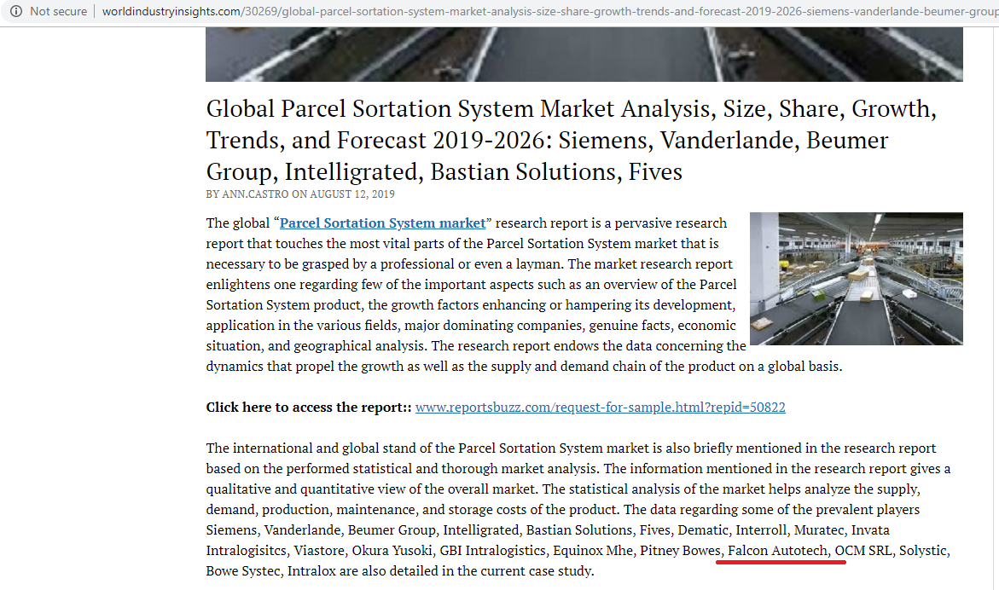 Not secure | worldindustryinsights.com/30269/global-parcel-sortation-system-market-analysis-size-share-growth-trends-and-forecast-2019-2026-siemens-vanderlande-beumer-group
Global Parcel Sortation System Market Analysis, Size, Share, Growth,
Trends, and Forecast 2019-2026: Siemens, Vanderlande, Beumer
Group, Intelligrated, Bastian Solutions, Fives
BY ANN.CASTRO ON AUGUST 12, 2019
The global “Parcel Sortation System market” research report is a pervasive research
report that touches the most vital parts of the Parcel Sortation System market that is
necessary to be grasped by a professional or even a layman. The market research report
enlightens one regarding few of the important aspects such as an overview of the Parcel
Sortation System product, the growth factors enhancing or hampering its development,
application in the various fields, major dominating companies, genuine facts, economic
situation, and geographical analysis. The research report endows the data concerning the
dynamics that propel the growth as well as the supply and demand chain of the product on a global basis.
Click here to access the report:: www.reportsbuzz.com/request-for-sample.html?repid=50822
The international and global stand of the Parcel Sortation System market is also briefly mentioned in the research report
based on the performed statistical and thorough market analysis. The information mentioned in the research report gives a
qualitative and quantitative view of the overall market. The statistical analysis of the market helps analyze the supply,
demand, production, maintenance, and storage costs of the product. The data regarding some of the prevalent players
Siemens, Vanderlande, Beumer Group, Intelligrated, Bastian Solutions, Fives, Dematic, Interroll, Muratec, Invata
Intralogisitcs, Viastore, Okura Yusoki, GBI Intralogistics, Equinox Mhe, Pitney Bowes, Falcon Autotech, OCM SRL, Solystic,
Bowe Systec, Intralox are also detailed in the current case study.